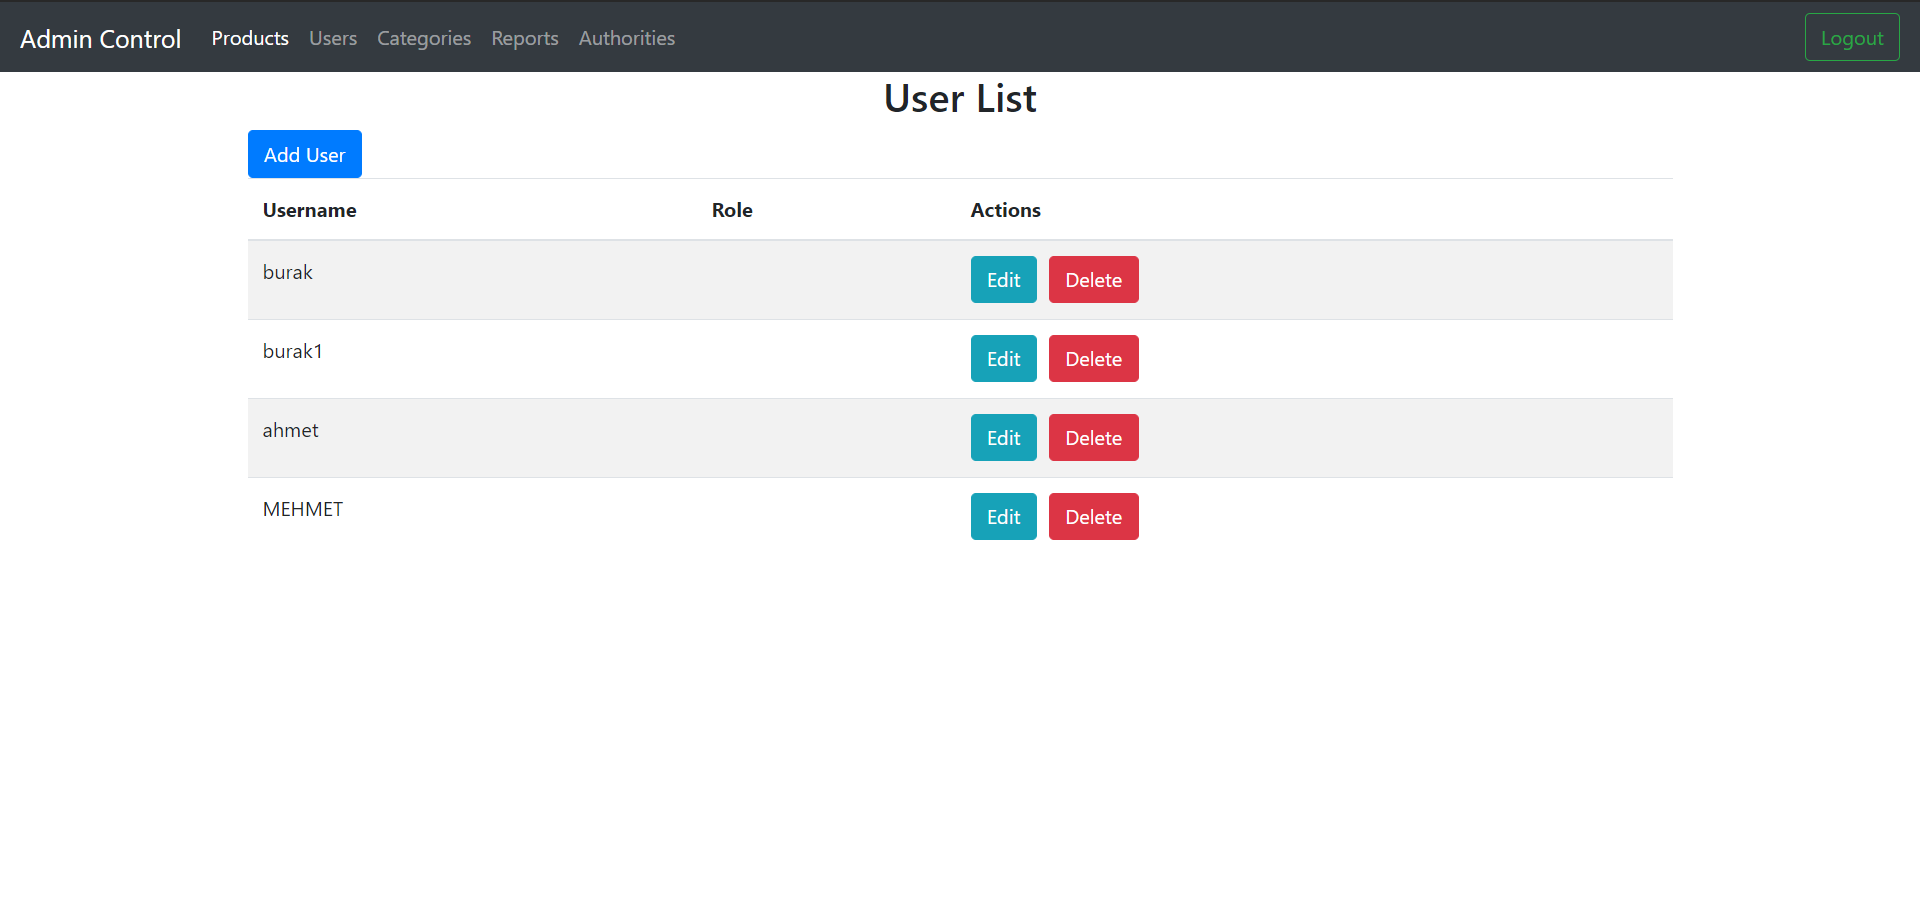 Admin Control Products Users Categories Reports Authorities Logout
User List
Add User
Username Role Actions
burak Edit Delete
burak1 Edit Delete
ahmet Edit Delete
MEHMET Edit Delete